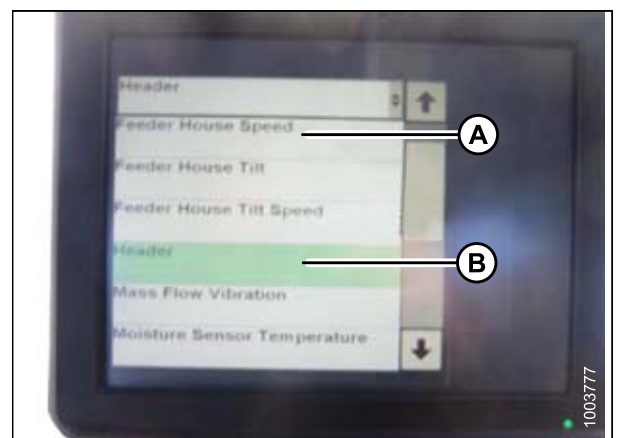 Header
Feeder House Speed
A
Feeder House Tilt
Feeder House Tilt Speed
Header
B
Mass Flow Vibration
Moisture Sensor Temperature
1003777